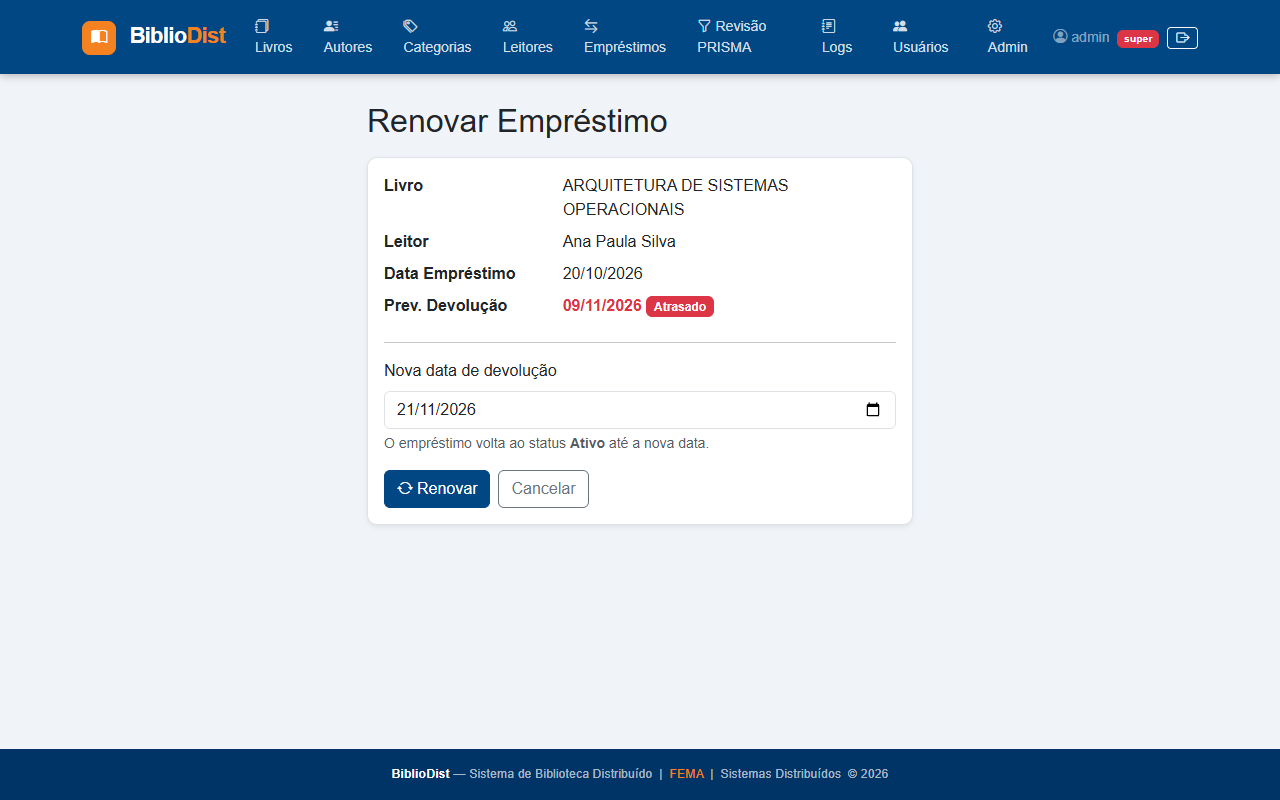 BiblioDist
Livros
Autores
Categorias
Leitores
Empréstimos
Revisão
PRISMA
Logs
Usuários
Admin
admin super
Renovar Empréstimo
Livro ARQUITETURA DE SISTEMAS
OPERACIONAIS
Leitor Ana Paula Silva
Data Empréstimo 20/10/2026
Prev. Devolução 09/11/2026 Atrasado
Nova data de devolução
21/11/2026
O empréstimo volta ao status Ativo até a nova data.
Renovar Cancelar
BiblioDist — Sistema de Biblioteca Distribuído | FEMA | Sistemas Distribuídos © 2026